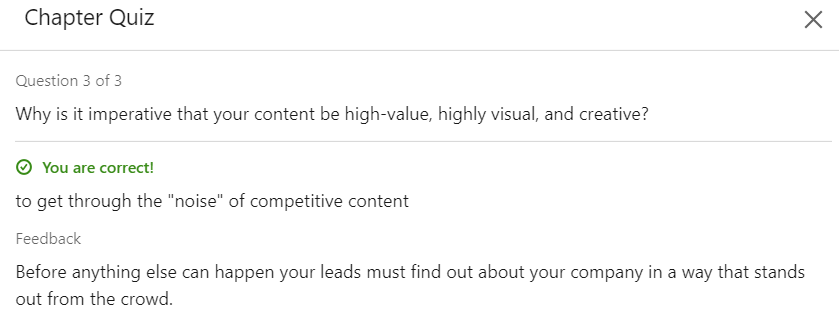 Chapter Quiz
Question 3 of 3
Why is it imperative that your content be high-value, highly visual, and creative?
You are correct!
to get through the "noise" of competitive content
Feedback
Before anything else can happen your leads must find out about your company in a way that stands
out from the crowd.